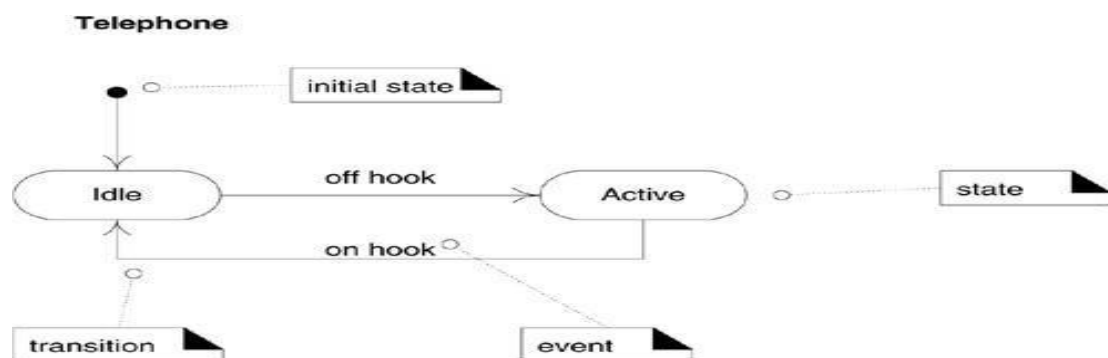 Telephone
initial state
off hook
Idle
Active
state
on hook
transition
event